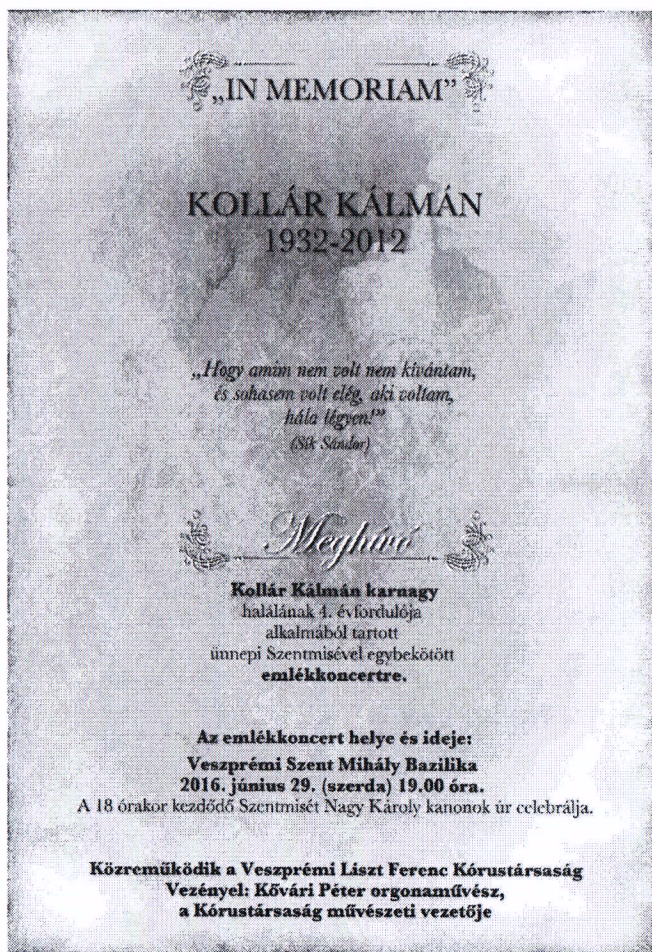 „IN MEMORIAM”
KOLLÁR KÁLMÁN
1932-2012
„Hogy amim nem volt nem kívántam,
és sohasem volt elég, aki voltam,
hála légyen!”
(Sík Sándor)
Meghívó
Kollár Kálmán karnagy
halálának 4. évfordulója
alkalmából tartott
ünnepi Szentmisével egybekötött
emlékkoncertre.
Az emlékkoncert helye és ideje:
Veszprémi Szent Mihály Bazilika
2016. június 29. (szerda) 19.00 óra.
A 18 órakor kezdődő Szentmisét Nagy Károly kanonok úr celebrálja.
Közreműködik a Veszprémi Liszt Ferenc Kórustársaság
Vezényel: Kővári Péter orgonaművész,
a Kórustársaság művészeti vezetője